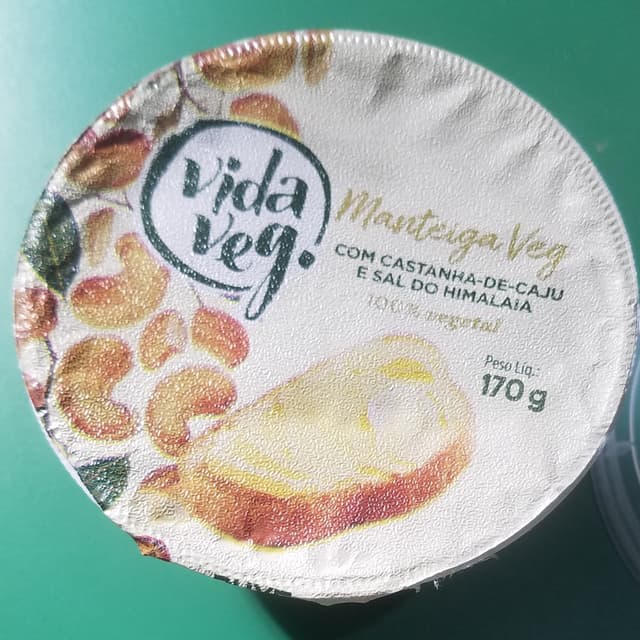 vida
veg.
Manteiga Veg
COM CASTANHA-DE-CAJU
E SAL DO HIMALAIA
100% vegetal
Peso Líq.:
170 g